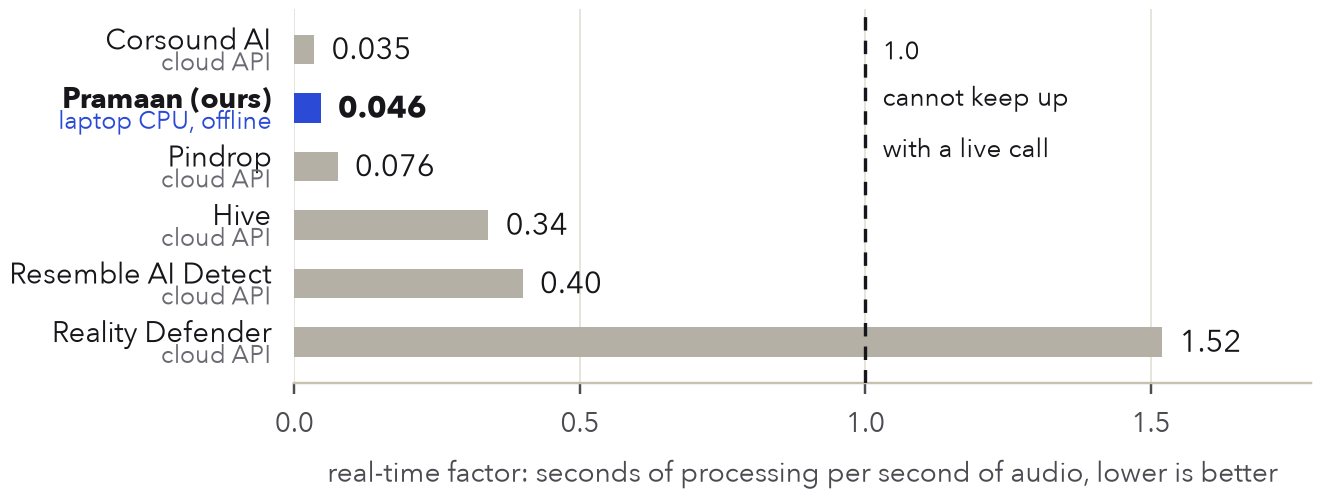 Corsound AI
cloud API
0.035
Pramaan (ours)
laptop CPU, offline
0.046
Pindrop
cloud API
0.076
Hive
cloud API
0.34
Resemble AI Detect
cloud API
0.40
Reality Defender
cloud API
1.52
1.0
cannot keep up
with a live call
0.0 0.5 1.0 1.5
real-time factor: seconds of processing per second of audio, lower is better